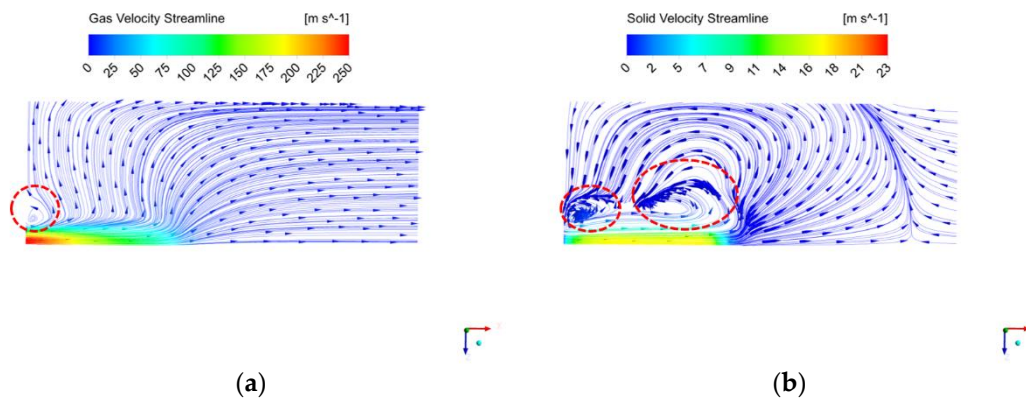 Gas Velocity Streamline [m s^-1]
0 25 50 75 100 125 150 175 200 225 250
Solid Velocity Streamline [m s^-1]
0 2 5 7 9 11 14 16 18 21 23
(a)
(b)